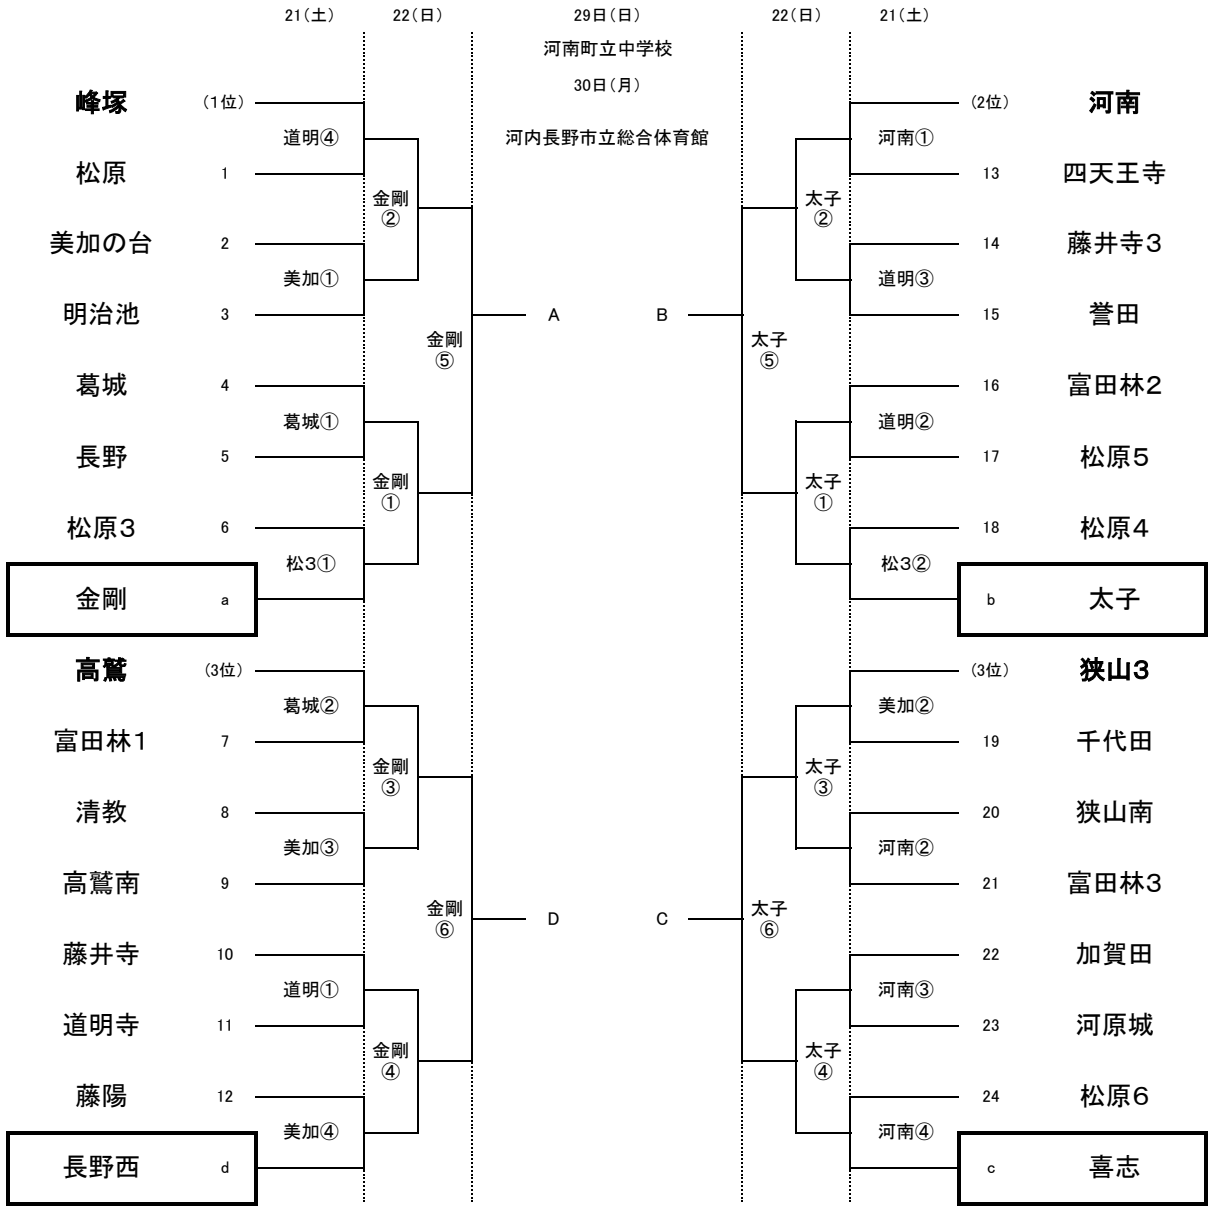 21(土) 22(日) 29日(日) 22(日) 21(土)
河南町立中学校
30日(月)
峰塚 (1位) (2位) 河南
道明④ 河内長野市立総合体育館 河南①
松原 1 13 四天王寺
金剛② 太子②
美加の台 2 14 藤井寺3
美加① 道明③
明治池 3 A B 15 誉田
金剛⑤ 太子⑤
葛城 4 16 富田林2
葛城① 道明②
長野 5 17 松原5
金剛① 太子①
松原3 6 18 松原4
松3① 松3②
金剛 a b 太子
高鷲 (3位) (3位) 狭山3
葛城② 美加②
富田林1 7 19 千代田
金剛③ 太子③
清教 8 20 狭山南
美加③ 河南②
高鷲南 9 21 富田林3
金剛⑥ D C 太子⑥
藤井寺 10 22 加賀田
道明① 河南③
道明寺 11 23 河原城
金剛④ 太子④
藤陽 12 24 松原6
美加④ 河南④
長野西 d c 喜志